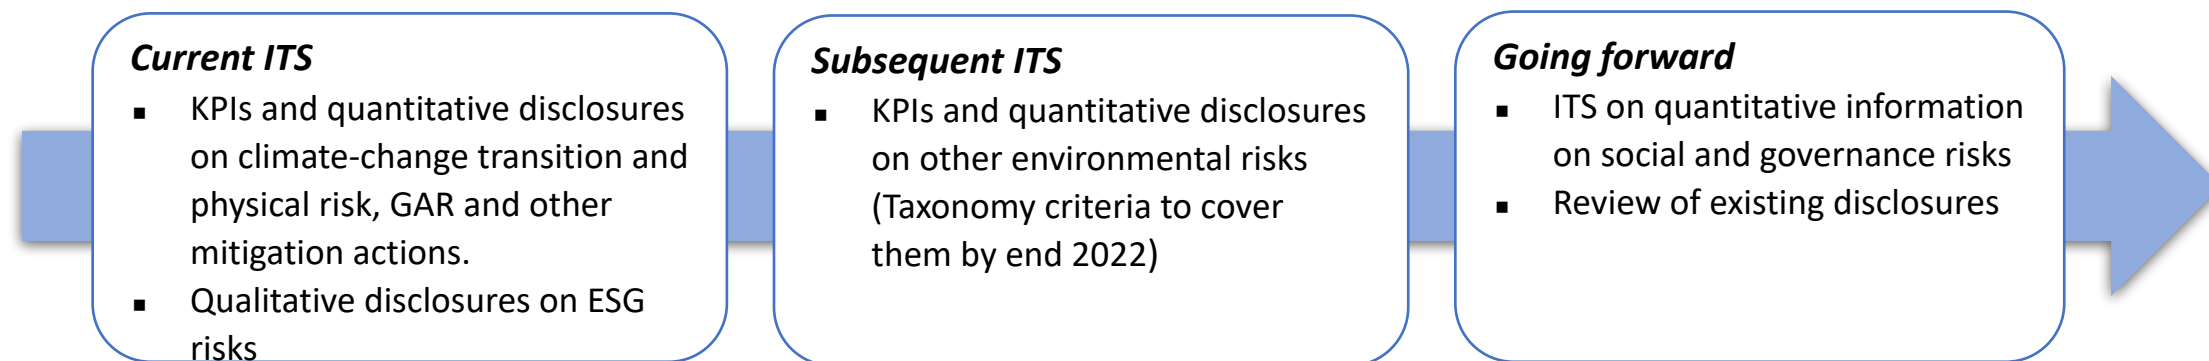 Current ITS
▪ KPIs and quantitative disclosures
on climate-change transition and
physical risk, GAR and other
mitigation actions.
▪ Qualitative disclosures on ESG
risks
Subsequent ITS
▪ KPIs and quantitative disclosures
on other environmental risks
(Taxonomy criteria to cover
them by end 2022)
Going forward
▪ ITS on quantitative information
on social and governance risks
▪ Review of existing disclosures